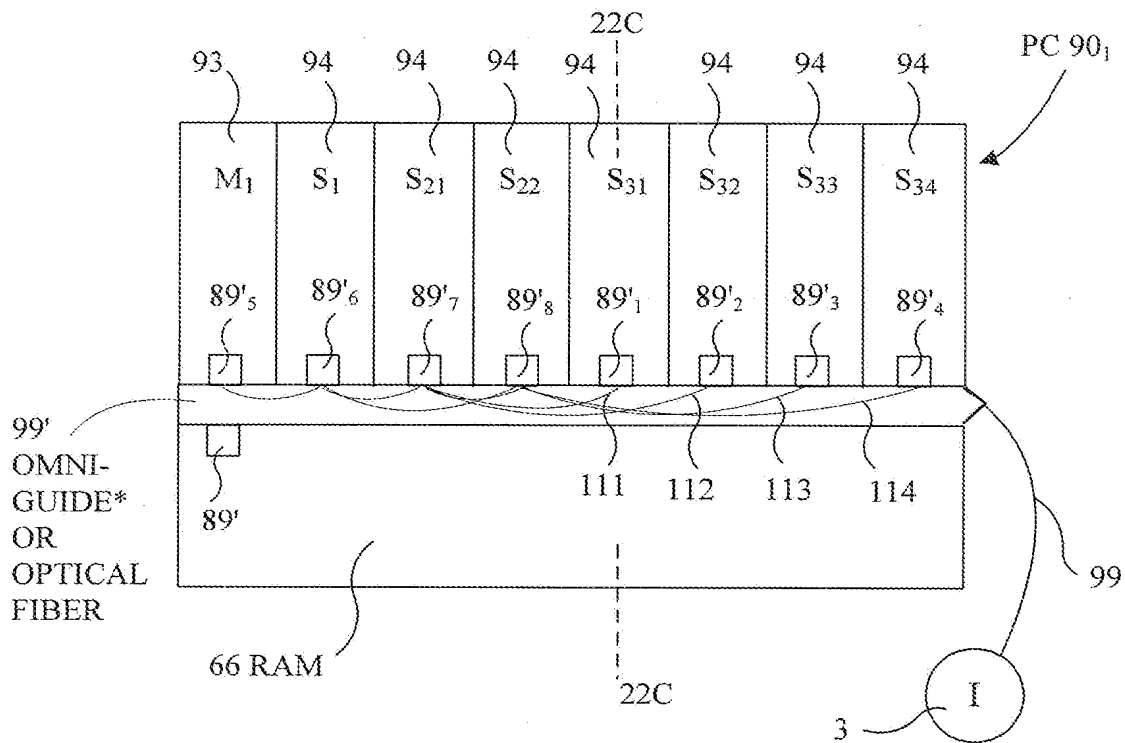 22C
PC 90₁
93 94 94 94 94 94 94 94
M₁ S₁ S₂₁ S₂₂ S₃₁ S₃₂ S₃₃ S₃₄
89'₅ 89'₆ 89'₇ 89'₈ 89'₁ 89'₂ 89'₃ 89'₄
99'
OMNI-
GUIDE*
OR
OPTICAL
FIBER
89'
111 112 113 114
99
66 RAM
22C
3
I